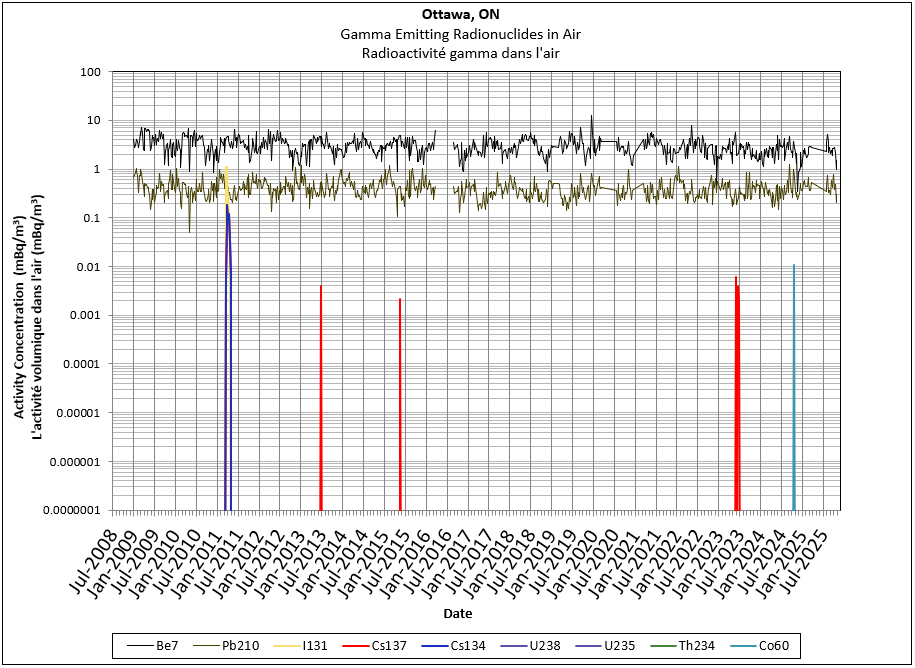 Ottawa, ON
Gamma Emitting Radionuclides in Air
Radioactivité gamma dans l'air
Activity Concentration (mBq/m³)
L'activité volumique dans l'air (mBq/m³)
100
10
1
0.1
0.01
0.001
0.0001
0.00001
0.000001
0.0000001
Jul-2008
Jan-2009
Jul-2009
Jan-2010
Jul-2010
Jan-2011
Jul-2011
Jan-2012
Jul-2012
Jan-2013
Jul-2013
Jan-2014
Jul-2014
Jan-2015
Jul-2015
Jan-2016
Jul-2016
Jan-2017
Jul-2017
Jan-2018
Jul-2018
Jan-2019
Jul-2019
Jan-2020
Jul-2020
Jan-2021
Jul-2021
Jan-2022
Jul-2022
Jan-2023
Jul-2023
Jan-2024
Jul-2024
Jan-2025
Jul-2025
Date
Be7 Pb210 I131 Cs137 Cs134 U238 U235 Th234 Co60